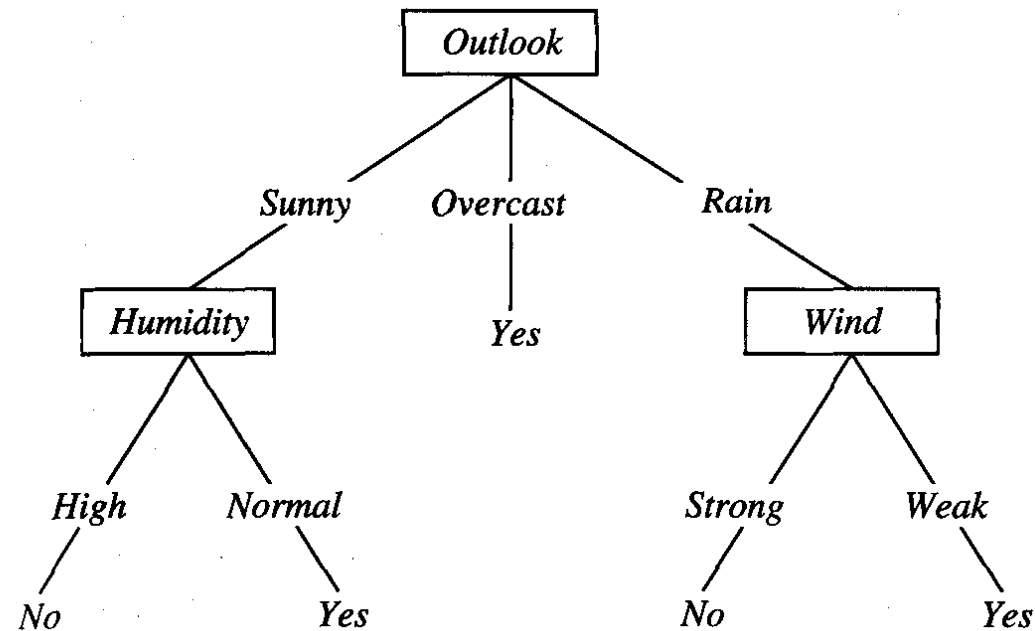 Outlook
Sunny Overcast Rain
Humidity Yes Wind
High Normal Strong Weak
No Yes No Yes